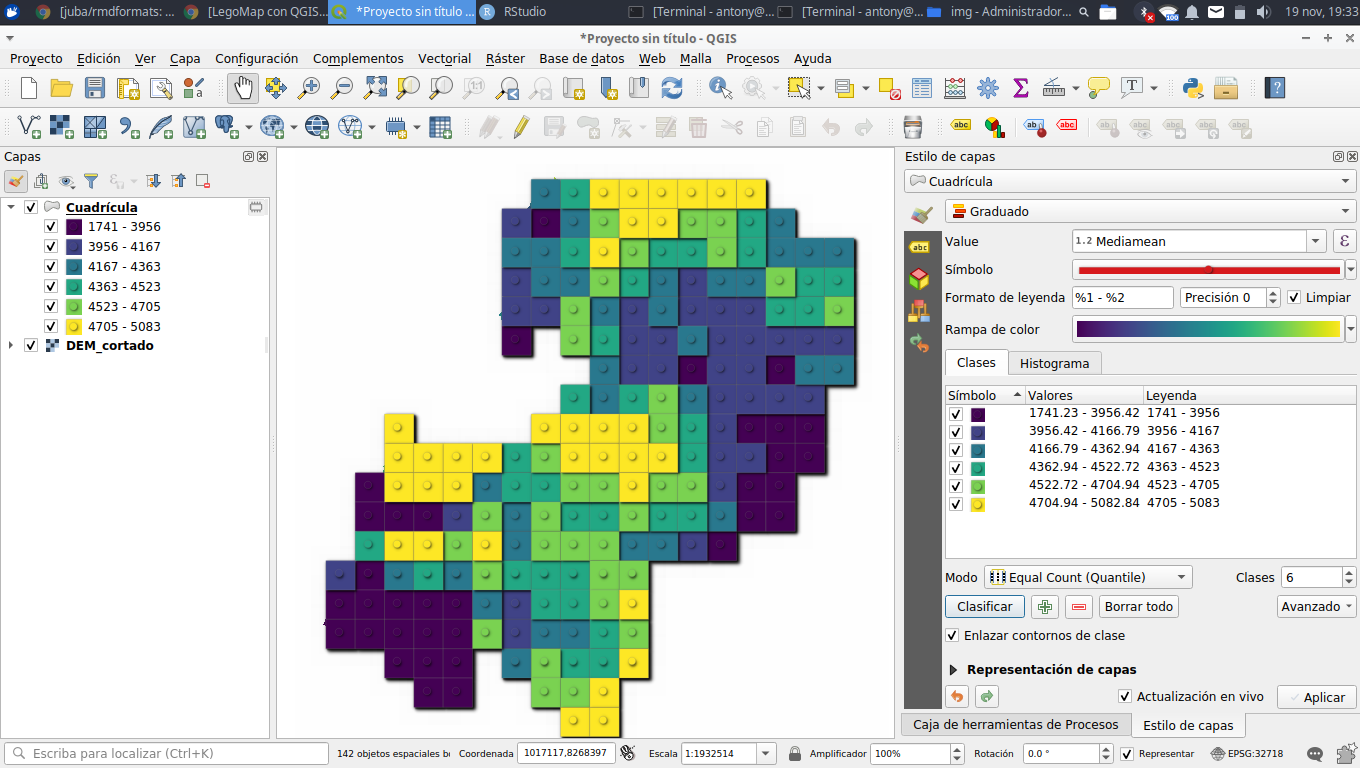 [juba/rmdformats: ...
[LegoMap con QGIS...
*Proyecto sin título ...
RStudio
[Terminal - antony@...
[Terminal - antony@...
img - Administrador...
100
19 nov, 19:33
*Proyecto sin título - QGIS
Proyecto Edición Ver Capa Configuración Complementos Vectorial Ráster Base de datos Web Malla Procesos Ayuda
Capas
Cuadrícula
1741 - 3956
3956 - 4167
4167 - 4363
4363 - 4523
4523 - 4705
4705 - 5083
DEM_cortado
Estilo de capas
Cuadrícula
Graduado
Value 1.2 Mediamean ε
Símbolo
Formato de leyenda %1 - %2 Precisión 0 Limpiar
Rampa de color
Clases Histograma
Símbolo Valores Leyenda
1741.23 - 3956.42 1741 - 3956
3956.42 - 4166.79 3956 - 4167
4166.79 - 4362.94 4167 - 4363
4362.94 - 4522.72 4363 - 4523
4522.72 - 4704.94 4523 - 4705
4704.94 - 5082.84 4705 - 5083
Modo Equal Count (Quantile) Clases 6
Clasificar Borrar todo Avanzado
Enlazar contornos de clase
Representación de capas
Actualización en vivo Aplicar
Caja de herramientas de Procesos Estilo de capas
Escriba para localizar (Ctrl+K) 142 objetos espaciales Coordenada 1017117,8268397 Escala 1:1932514 Amplificador 100% Rotación 0.0 ° Representar EPSG:32718